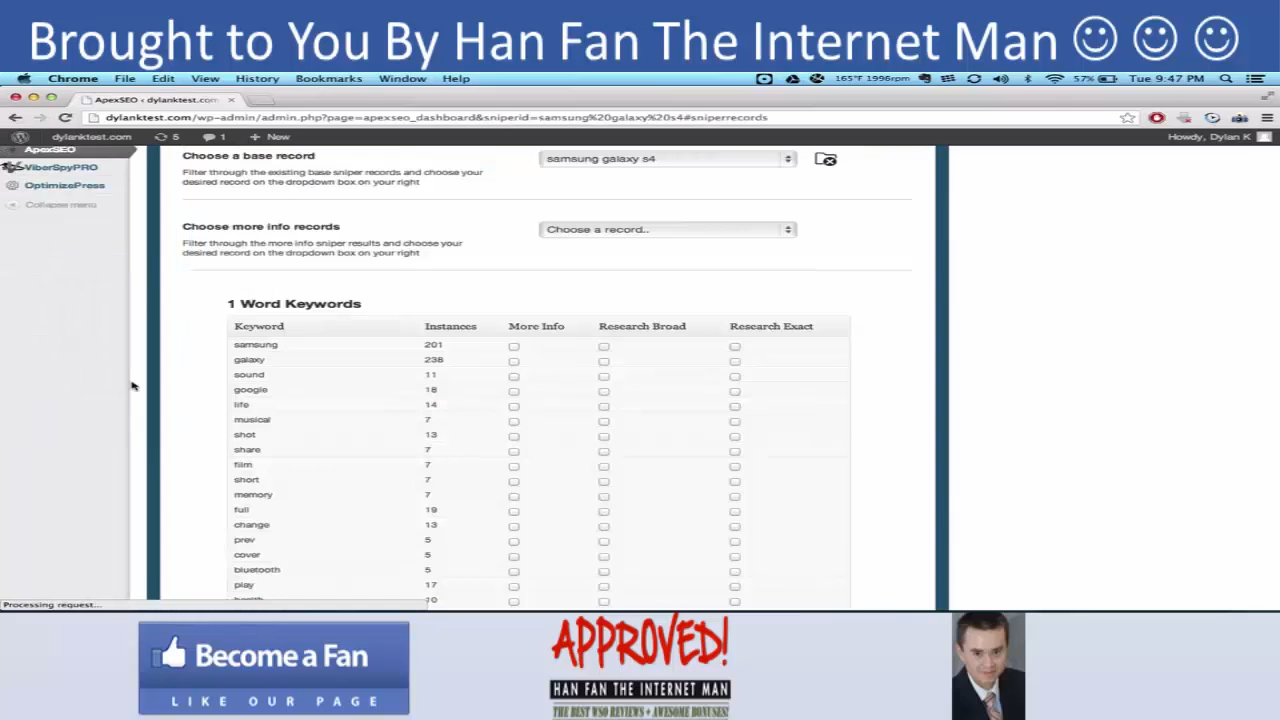 Brought to You By Han Fan The Internet Man
Chrome File Edit View History Bookmarks Window Help 165°F 1996rpm 57% Tue 9:47 PM
ApexSEO ‹ dylanktest.com
dylanktest.com/wp-admin/admin.php?page=apexseo_dashboard&sniperid=samsung%20galaxy%20s4#sniperrecords
dylanktest.com 5 1 + New Howdy, Dylan K
ApexSEO
ViberSpyPRO
OptimizePress
Collapse menu
Choose a base record samsung galaxy s4
Filter through the existing base sniper records and choose your
desired record on the dropdown box on your right
Choose more info records Choose a record..
Filter through the more info sniper results and choose your
desired record on the dropdown box on your right
1 Word Keywords
Keyword Instances More Info Research Broad Research Exact
samsung 201
galaxy 238
sound 11
google 18
life 14
musical 7
shot 13
share 7
film 7
short 7
memory 7
full 19
change 13
prev 5
cover 5
bluetooth 5
play 17
health 10
Processing request...
Become a Fan
LIKE OUR PAGE
APPROVED!
HAN FAN THE INTERNET MAN
THE BEST WSO REVIEWS + AWESOME BONUSES!